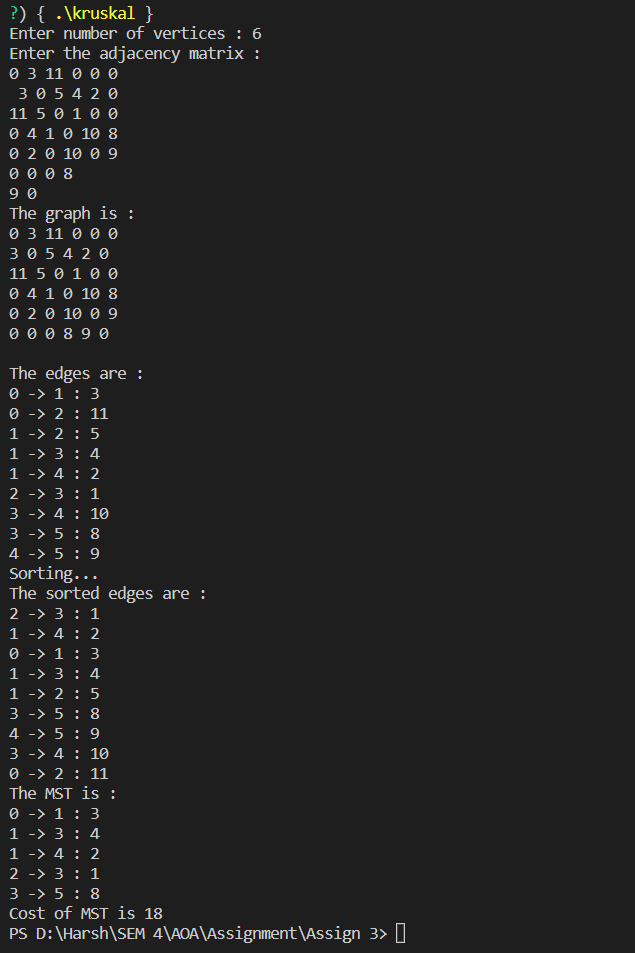 ?) { .\kruskal }
Enter number of vertices : 6
Enter the adjacency matrix :
0 3 11 0 0 0
 3 0 5 4 2 0
11 5 0 1 0 0
0 4 1 0 10 8
0 2 0 10 0 9
0 0 0 8
9 0
The graph is :
0 3 11 0 0 0
3 0 5 4 2 0
11 5 0 1 0 0
0 4 1 0 10 8
0 2 0 10 0 9
0 0 0 8 9 0

The edges are :
0 -> 1 : 3
0 -> 2 : 11
1 -> 2 : 5
1 -> 3 : 4
1 -> 4 : 2
2 -> 3 : 1
3 -> 4 : 10
3 -> 5 : 8
4 -> 5 : 9
Sorting...
The sorted edges are :
2 -> 3 : 1
1 -> 4 : 2
0 -> 1 : 3
1 -> 3 : 4
1 -> 2 : 5
3 -> 5 : 8
4 -> 5 : 9
3 -> 4 : 10
0 -> 2 : 11
The MST is :
0 -> 1 : 3
1 -> 3 : 4
1 -> 4 : 2
2 -> 3 : 1
3 -> 5 : 8
Cost of MST is 18
PS D:\Harsh\SEM 4\AOA\Assignment\Assign 3>